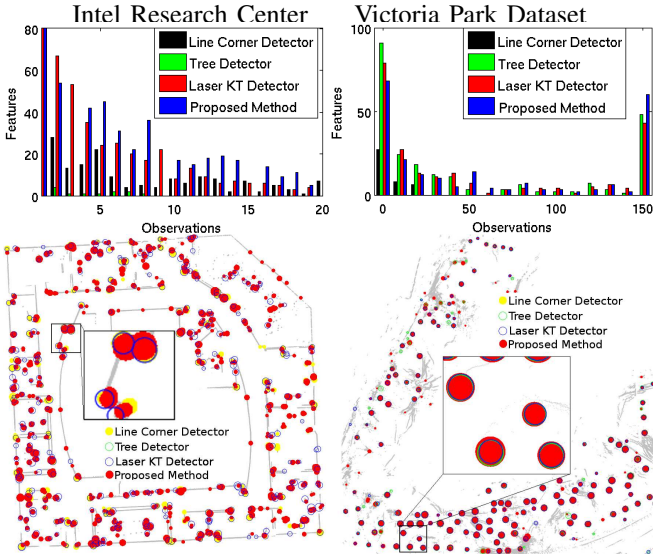 Intel Research Center
Victoria Park Dataset
80
60
40
20
0
Features
5
10
15
20
Observations
Line Corner Detector
Tree Detector
Laser KT Detector
Proposed Method
100
50
0
Features
0
50
100
150
Observations
Line Corner Detector
Tree Detector
Laser KT Detector
Proposed Method
Line Corner Detector
Tree Detector
Laser KT Detector
Proposed Method
Line Corner Detector
Tree Detector
Laser KT Detector
Proposed Method